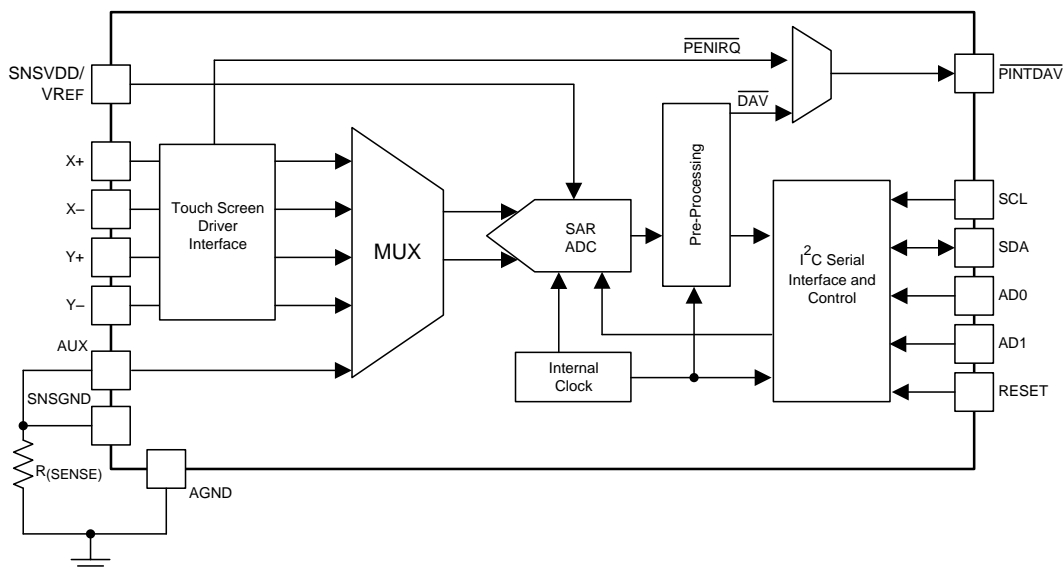 SNSVDD/
VREF
PENIRQ
PINTDAV
DAV
X+
X–
Y+
Y–
Touch Screen
Driver
Interface
MUX
SAR
ADC
Pre-Processing
I2C Serial
Interface and
Control
SCL
SDA
AD0
AD1
RESET
AUX
Internal
Clock
SNSGND
R(SENSE)
AGND